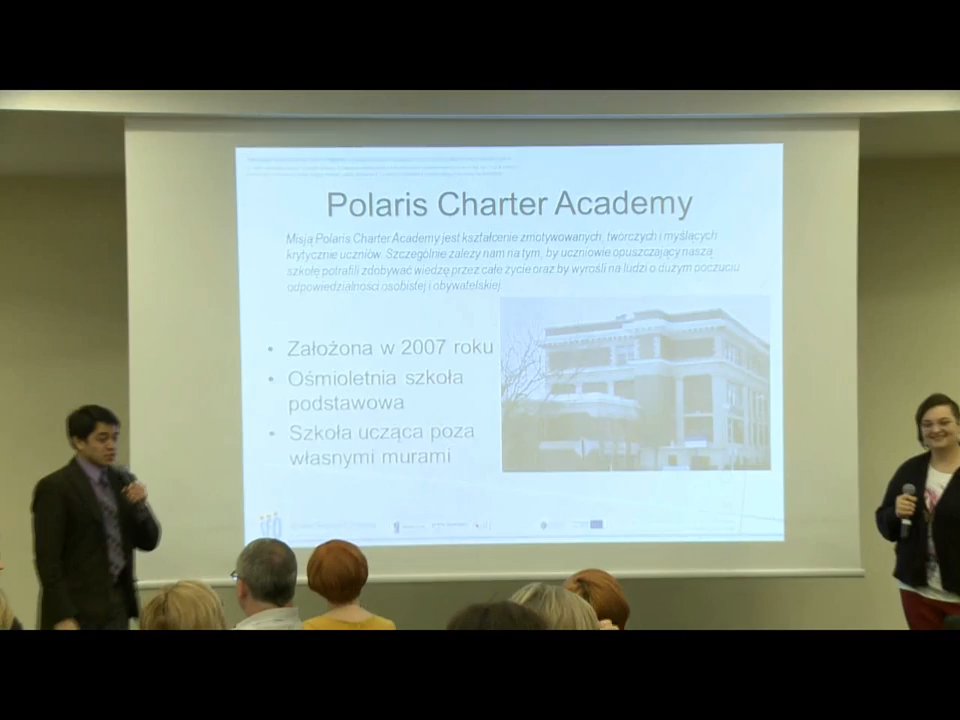 Polaris Charter Academy
Misją Polaris Charter Academy jest kształcenie zmotywowanych, twórczych i myślących
krytycznie uczniów. Szczególnie zależy nam na tym, by uczniowie opuszczający naszą
szkołę potrafili zdobywać wiedzę przez całe życie oraz by wyrośli na ludzi o dużym poczuciu
odpowiedzialności osobistej i obywatelskiej.
• Założona w 2007 roku
• Ośmioletnia szkoła
podstawowa
• Szkoła ucząca poza
własnymi murami